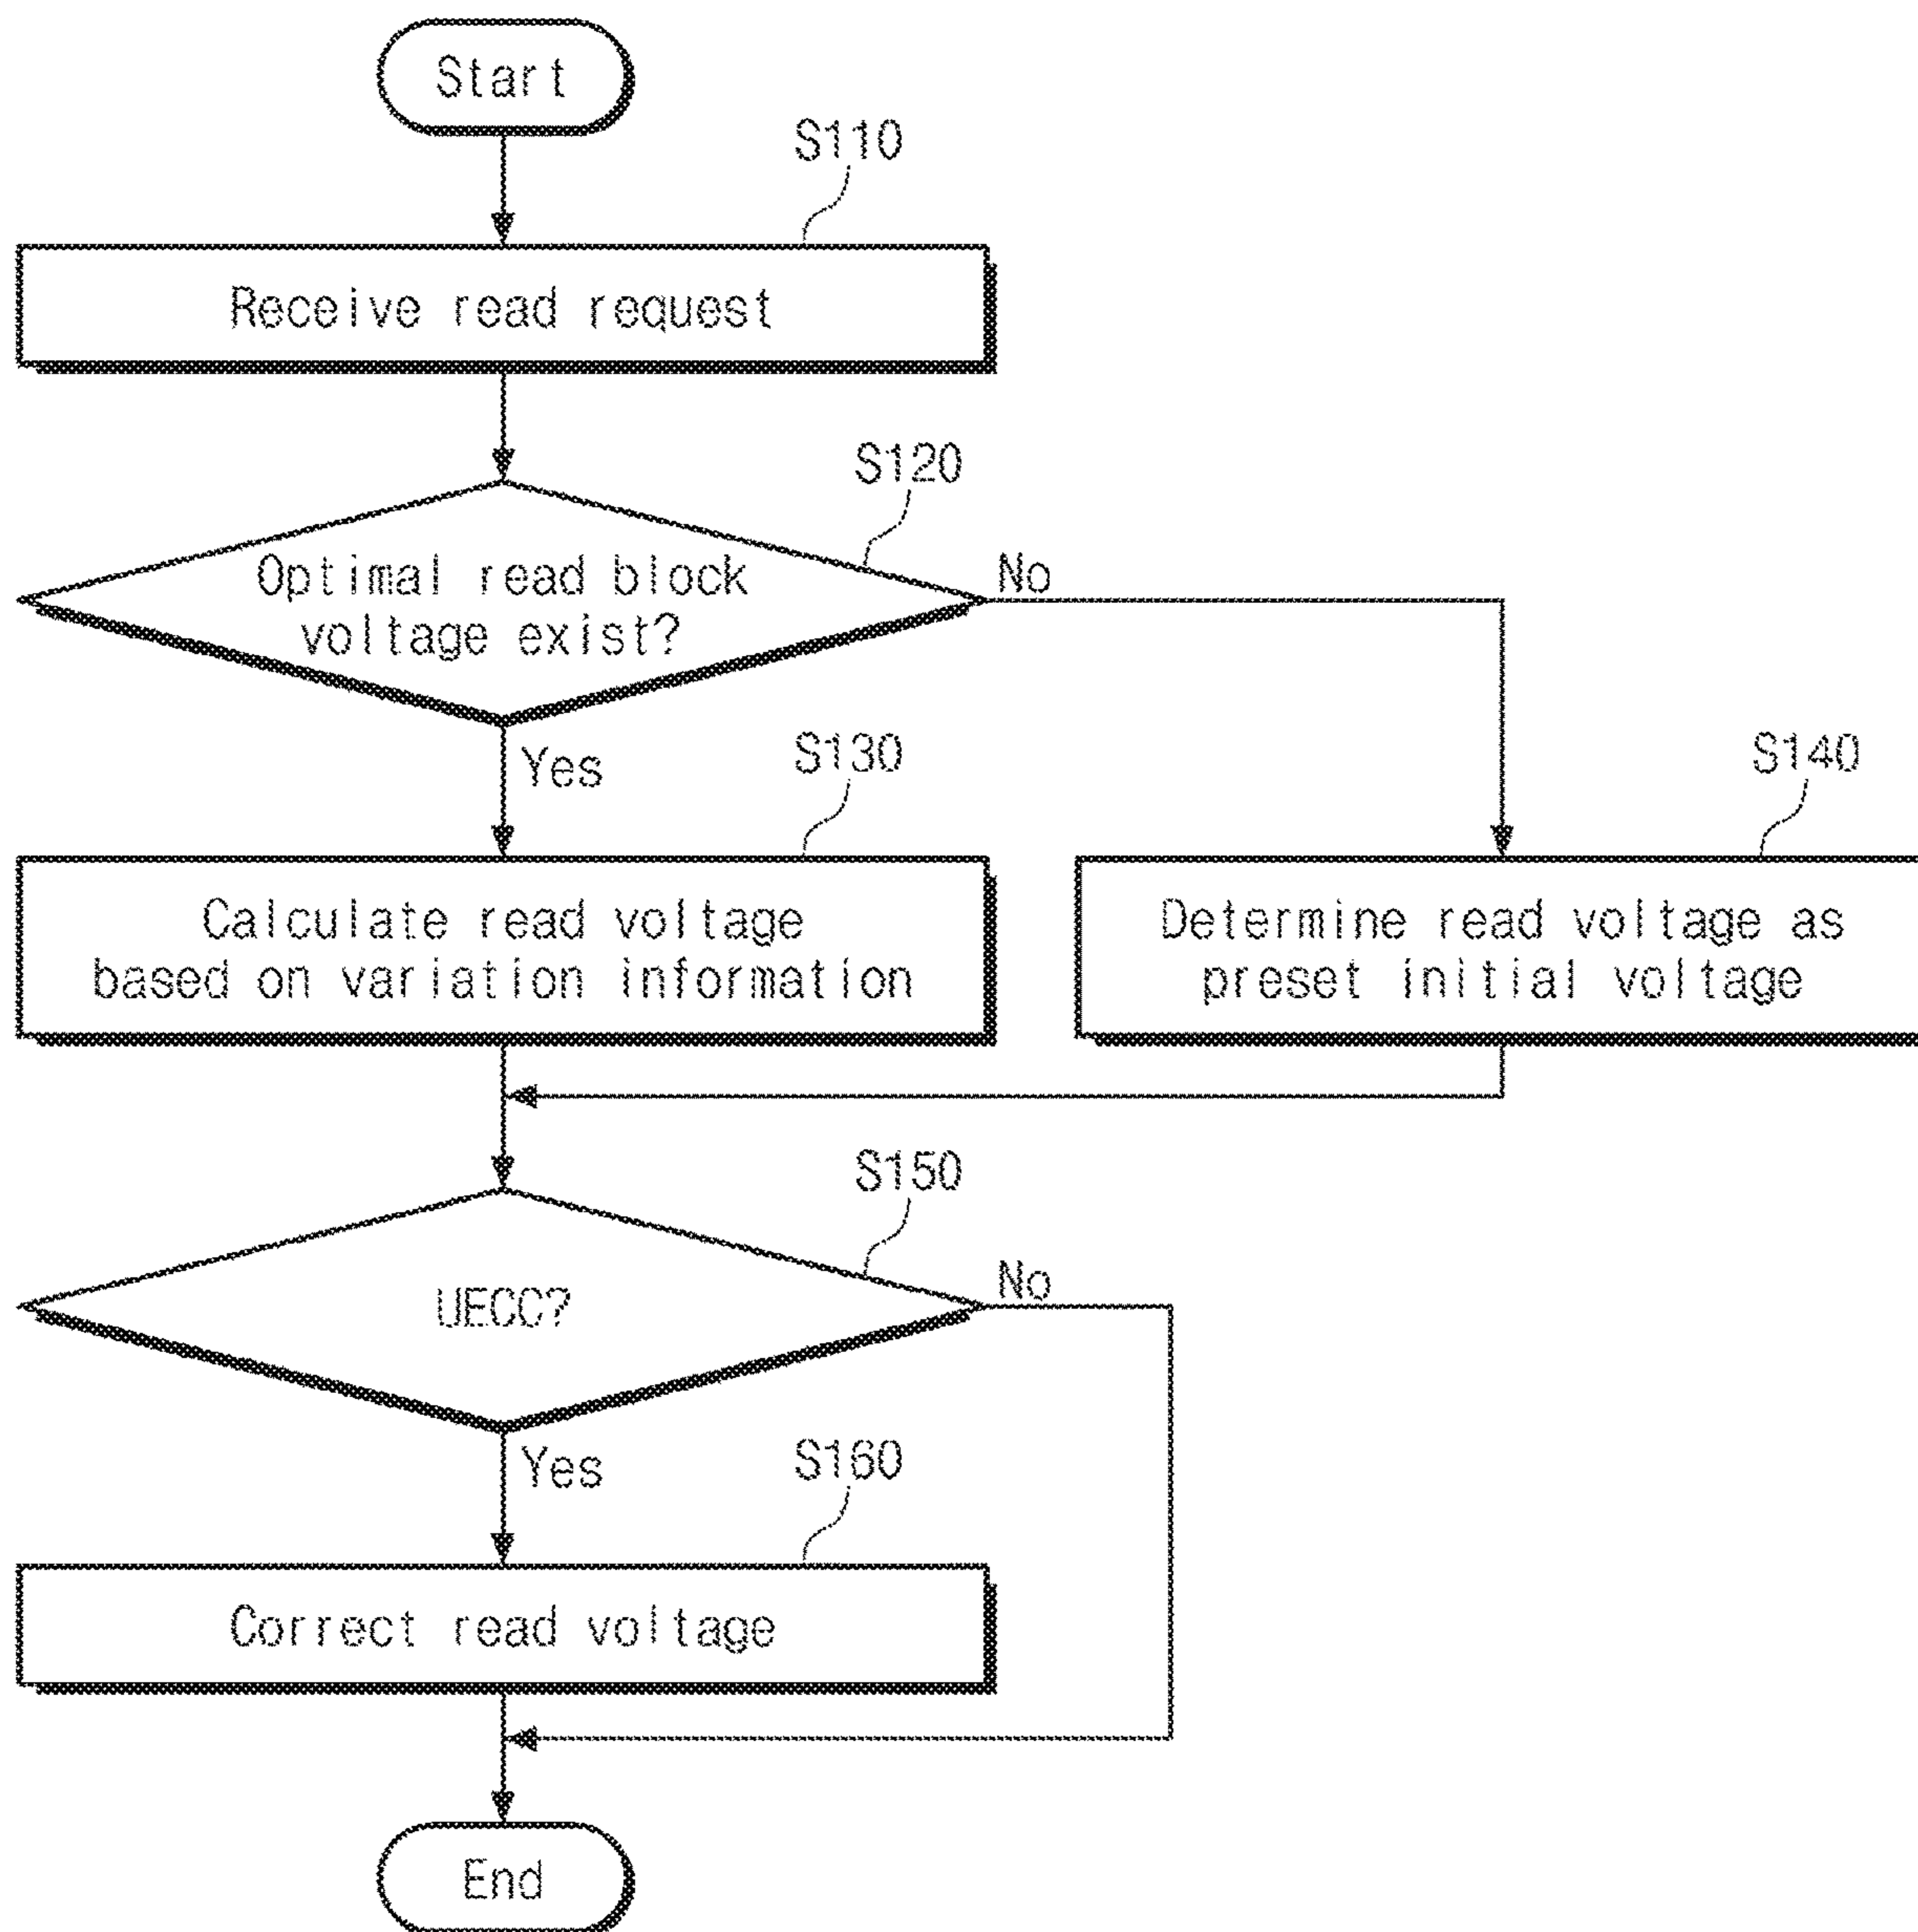 Start
S110
Receive read request
S120
Optimal read block
voltage exist?
No
Yes
S130
S140
Calculate read voltage
based on variation information
Determine read voltage as
preset initial voltage
S150
UECC?
No
Yes
S160
Correct read voltage
End